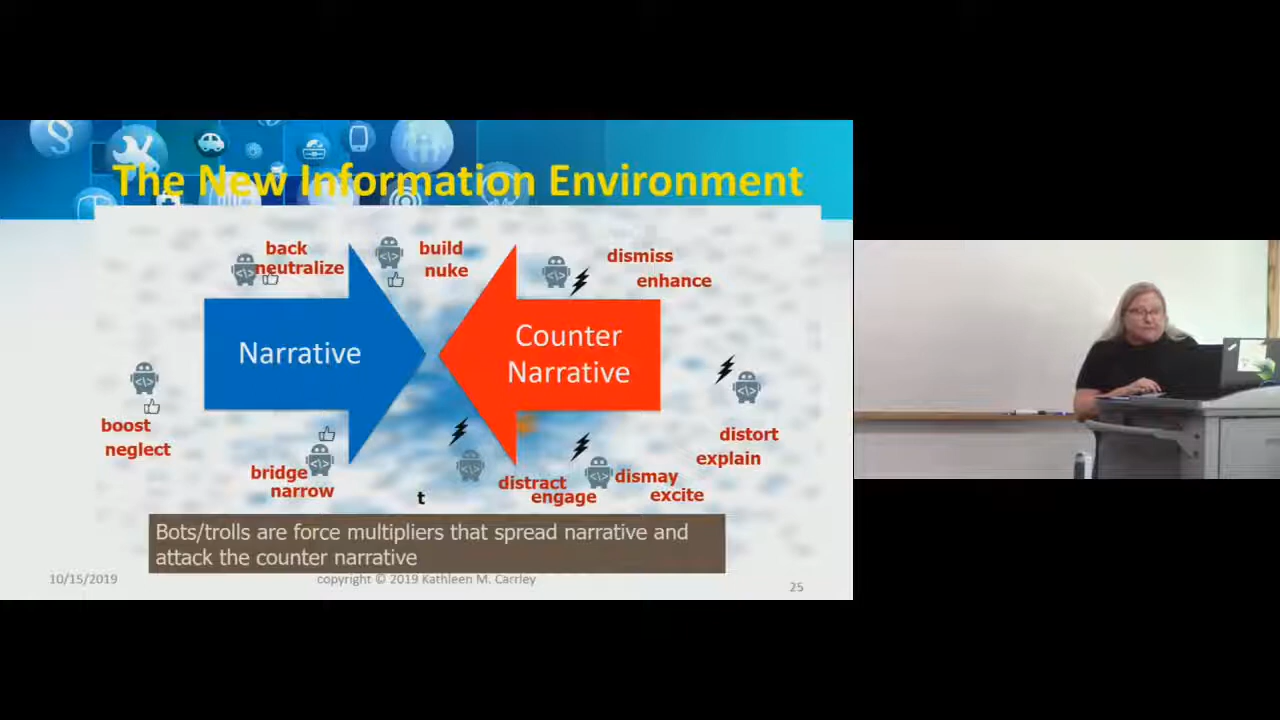 The New Information Environment
back
neutralize
build
nuke
dismiss
enhance
Narrative
Counter
Narrative
boost
neglect
bridge
narrow
t
distract
engage
dismay
excite
distort
explain
Bots/trolls are force multipliers that spread narrative and
attack the counter narrative
10/15/2019
copyright © 2019 Kathleen M. Carrley
25